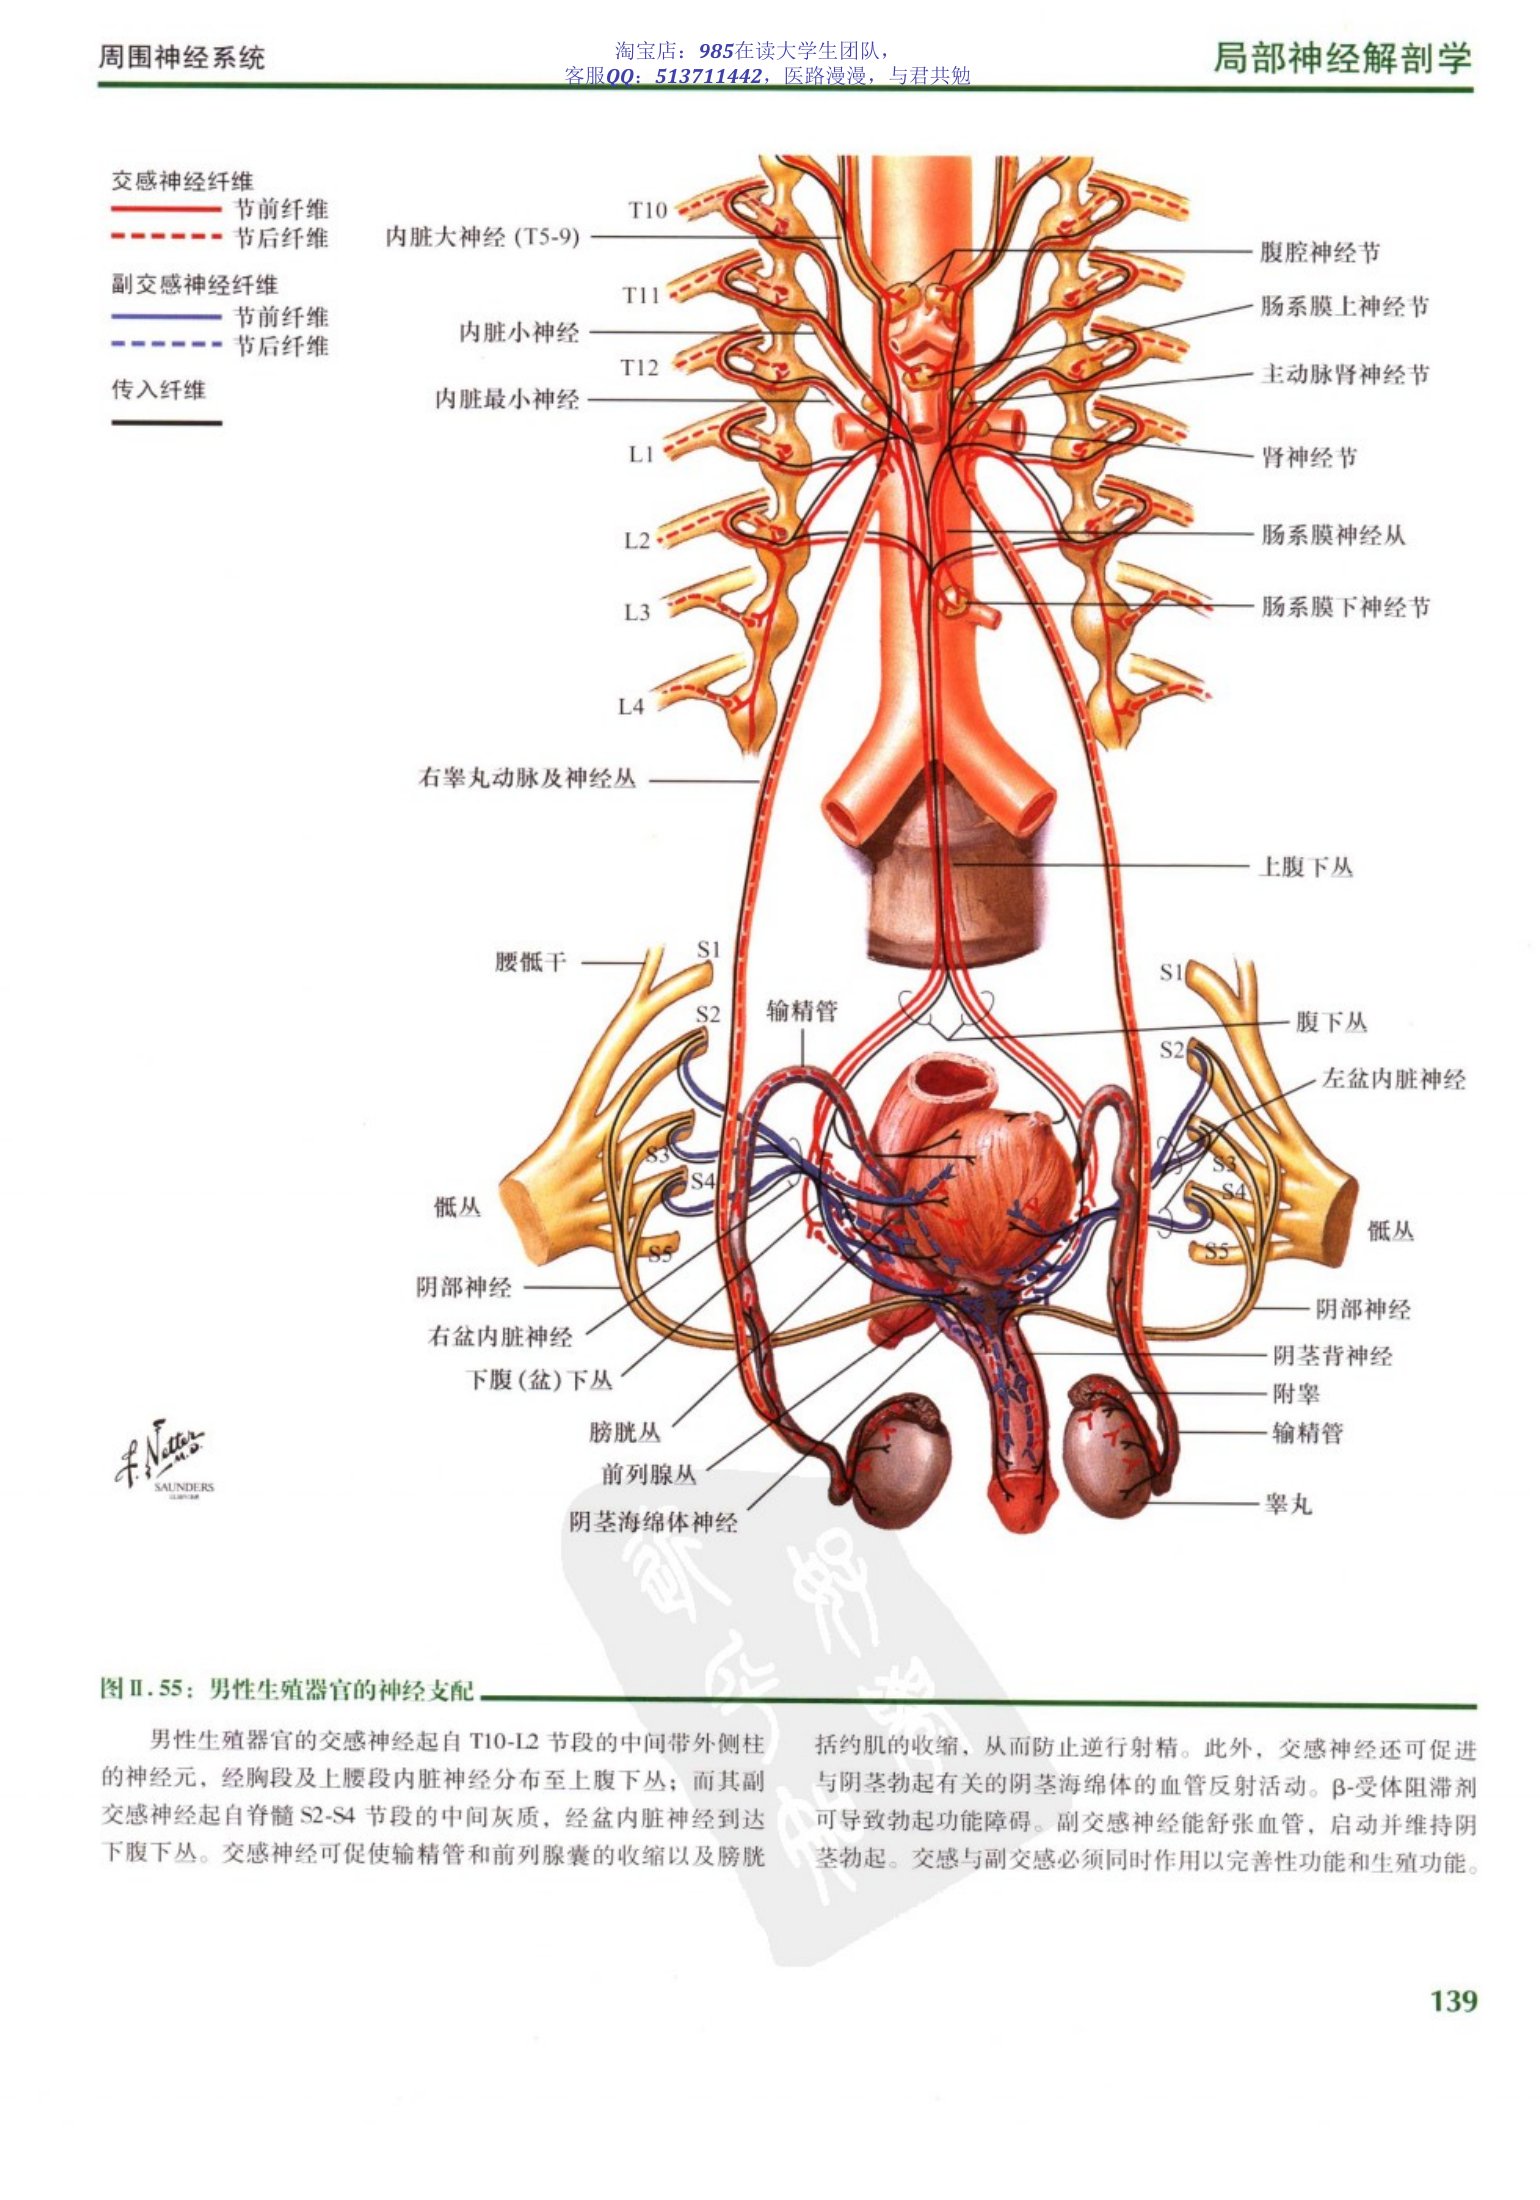 周围神经系统
淘宝店：985在读大学生团队，
客服QQ：513711442，医路漫漫，与君共勉
局部神经解剖学
交感神经纤维
节前纤维
节后纤维
副交感神经纤维
节前纤维
节后纤维
传入纤维
T10
内脏大神经 (T5-9)
T11
内脏小神经
T12
内脏最小神经
L1
L2
L3
L4
腹腔神经节
肠系膜上神经节
主动脉肾神经节
肾神经节
肠系膜神经丛
肠系膜下神经节
右睾丸动脉及神经丛
上腹下丛
腰骶干
S1
S2
输精管
S3
S4
S5
骶丛
阴部神经
右盆内脏神经
下腹(盆)下丛
膀胱丛
前列腺丛
阴茎海绵体神经
S1
腹下丛
S2
左盆内脏神经
S3
S4
S5
骶丛
阴部神经
阴茎背神经
附睾
输精管
睾丸
F. Netter
M.D.
SAUNDERS
图 II. 55：男性生殖器官的神经支配
男性生殖器官的交感神经起自 T10-L2 节段的中间带外侧柱
的神经元，经胸段及上腰段内脏神经分布至上腹下丛；而其副
交感神经起自脊髓 S2-S4 节段的中间灰质，经盆内脏神经到达
下腹下丛。交感神经可促使输精管和前列腺囊的收缩以及膀胱
括约肌的收缩，从而防止逆行射精。此外，交感神经还可促进
与阴茎勃起有关的阴茎海绵体的血管反射活动。β-受体阻滞剂
可导致勃起功能障碍。副交感神经能舒张血管，启动并维持阴
茎勃起。交感与副交感必须同时作用以完善性功能和生殖功能。
139